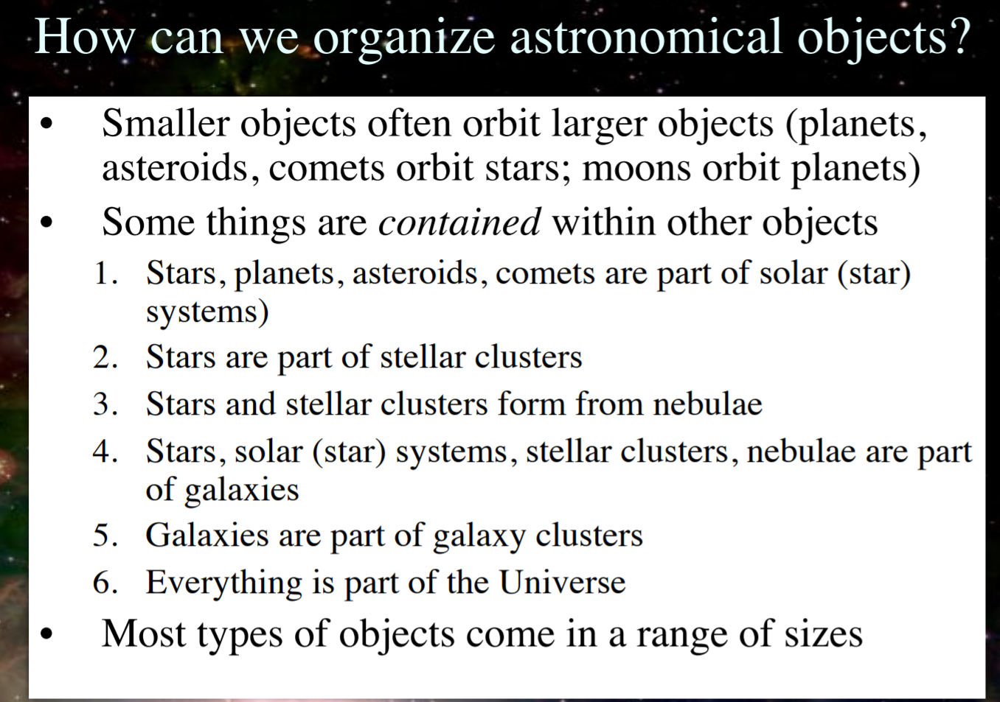 How can we organize astronomical objects?
• Smaller objects often orbit larger objects (planets,
asteroids, comets orbit stars; moons orbit planets)
• Some things are contained within other objects
1. Stars, planets, asteroids, comets are part of solar (star)
systems)
2. Stars are part of stellar clusters
3. Stars and stellar clusters form from nebulae
4. Stars, solar (star) systems, stellar clusters, nebulae are part
of galaxies
5. Galaxies are part of galaxy clusters
6. Everything is part of the Universe
• Most types of objects come in a range of sizes